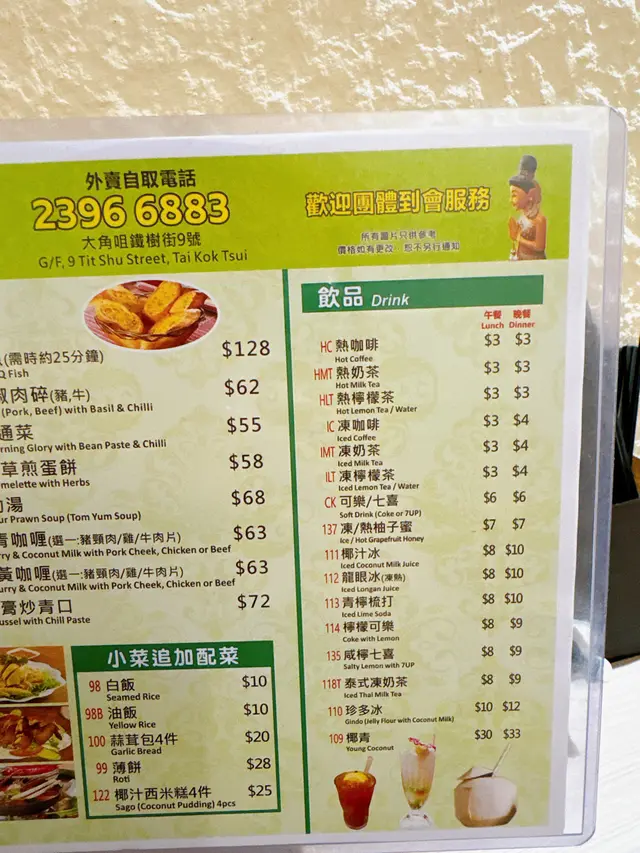 外賣自取電話
2396 6883
大角咀鐵樹街9號
G/F, 9 Tit Shu Street, Tai Kok Tsui
歡迎團體到會服務
所有圖片只供參考
價格如有更改，恕不另行通知
(需時約25分鐘) $128
Q Fish
肉碎(豬,牛) $62
(Pork, Beef) with Basil & Chilli
通菜 $55
rning Glory with Bean Paste & Chilli
草煎蛋餅 $58
melette with Herbs
湯 $68
ur Prawn Soup (Tom Yum Soup)
青咖喱(選一:豬頸肉/雞/牛肉片) $63
rry & Coconut Milk with Pork Cheek, Chicken or Beef
黃咖喱(選一:豬頸肉/雞/牛肉片) $63
urry & Coconut Milk with Pork Cheek, Chicken or Beef
膏炒青口 $72
ussel with Chill Paste
小菜追加配菜
98 白飯 $10
Seamed Rice
98B 油飯 $10
Yellow Rice
100 蒜茸包4件 $20
Garlic Bread
99 薄餅 $28
Roti
122 椰汁西米糕4件 $25
Sago (Coconut Pudding) 4pcs
飲品 Drink
午餐 晚餐
Lunch Dinner
HC 熱咖啡 $3 $3
Hot Coffee
HMT 熱奶茶 $3 $3
Hot Milk Tea
HLT 熱檸檬茶 $3 $3
Hot Lemon Tea / Water
IC 凍咖啡 $3 $4
Iced Coffee
IMT 凍奶茶 $3 $4
Iced Milk Tea
ILT 凍檸檬茶 $3 $4
Iced Lemon Tea / Water
CK 可樂/七喜 $6 $6
Soft Drink (Coke or 7UP)
137 凍/熱柚子蜜 $7 $7
Ice / Hot Grapefruit Honey
111 椰汁冰 $8 $10
Iced Coconut Milk Juice
112 龍眼冰(凍熱) $8 $10
Iced Longan Juice
113 青檸梳打 $8 $10
Iced Lime Soda
114 檸檬可樂 $8 $9
Coke with Lemon
135 咸檸七喜 $8 $9
Salty Lemon with 7UP
118T 泰式凍奶茶 $8 $9
Iced Thai Milk Tea
110 珍多冰 $10 $12
Gindo (Jelly Flour with Coconut Milk)
109 椰青 $30 $33
Young Coconut